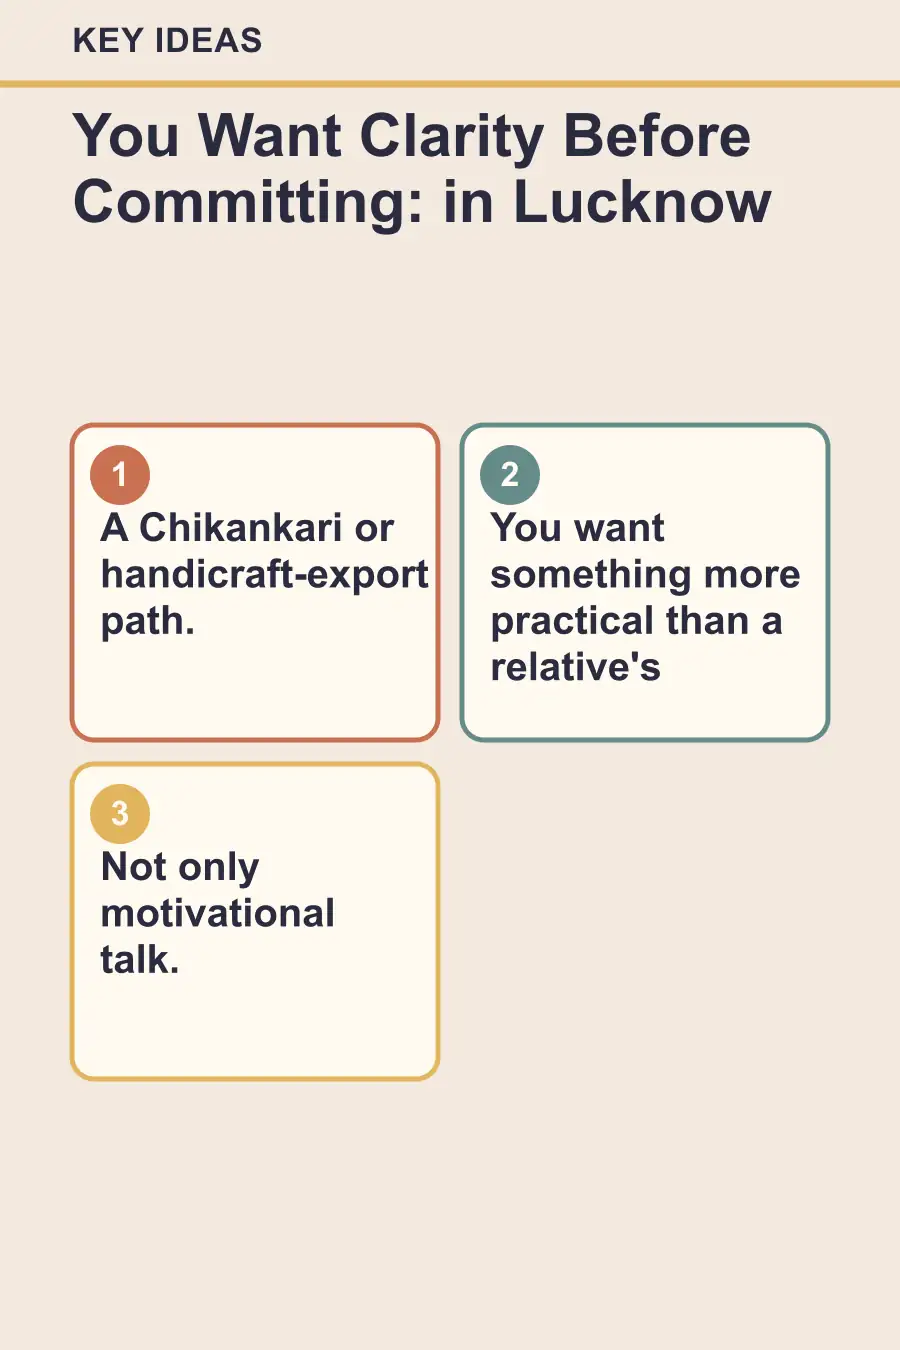 KEY IDEAS
You Want Clarity Before
Committing: in Lucknow
1
A Chikankari or
handicraft-export
path.
2
You want
something more
practical than a
relative's
3
Not only
motivational
talk.